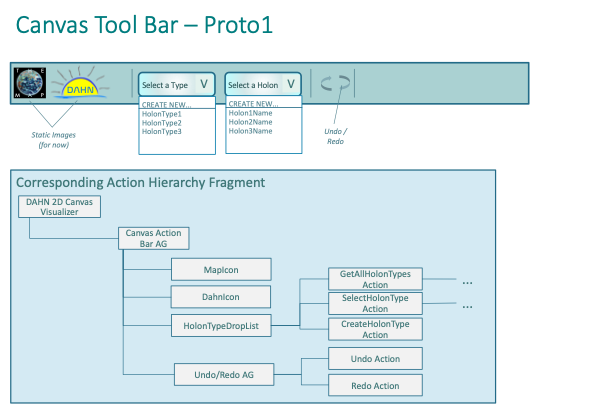 Canvas Tool Bar – Proto1
T E
M A P
DAHN
Select a Type V
Select a Holon V
CREATE NEW...
HolonType1
HolonType2
HolonType3
CREATE NEW...
Holon1Name
Holon2Name
Holon3Name
Static Images
(for now)
Undo /
Redo
Corresponding Action Hierarchy Fragment
DAHN 2D Canvas
Visualizer
Canvas Action
Bar AG
MapIcon
DahnIcon
HolonTypeDropList
Undo/Redo AG
GetAllHolonTypes
Action
...
SelectHolonType
Action
...
CreateHolonType
Action
Undo Action
Redo Action